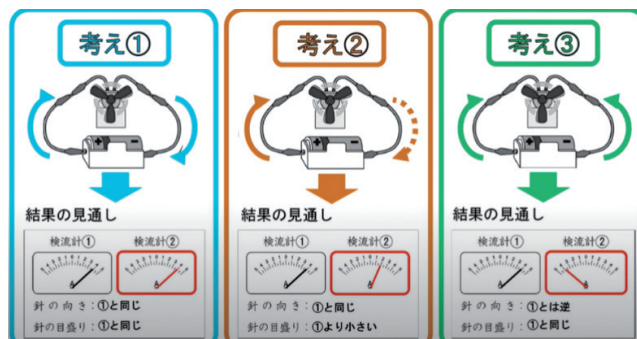 考え①
結果の見通し
検流計① 検流計②
針の向き：①と同じ
針の目盛り：①と同じ
考え②
結果の見通し
検流計① 検流計②
針の向き：①と同じ
針の目盛り：①より小さい
考え③
結果の見通し
検流計① 検流計②
針の向き：①とは逆
針の目盛り：①と同じ